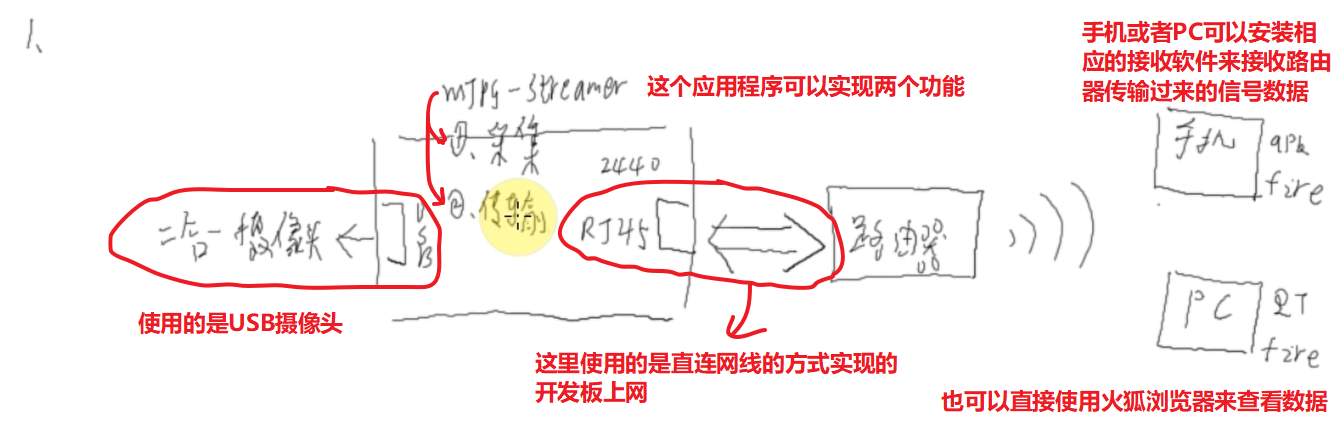 1、
手机或者PC可以安装相
应的接收软件来接收路由
器传输过来的信号数据
mJPG-Streamer
这个应用程序可以实现两个功能
①、采集
2440
手机
apk
fire
②、传输
USB
RJ45
路由器
二合一摄像头
使用的是USB摄像头
PC
QT
fire
这里使用的是直连网线的方式实现的
开发板上网
也可以直接使用火狐浏览器来查看数据